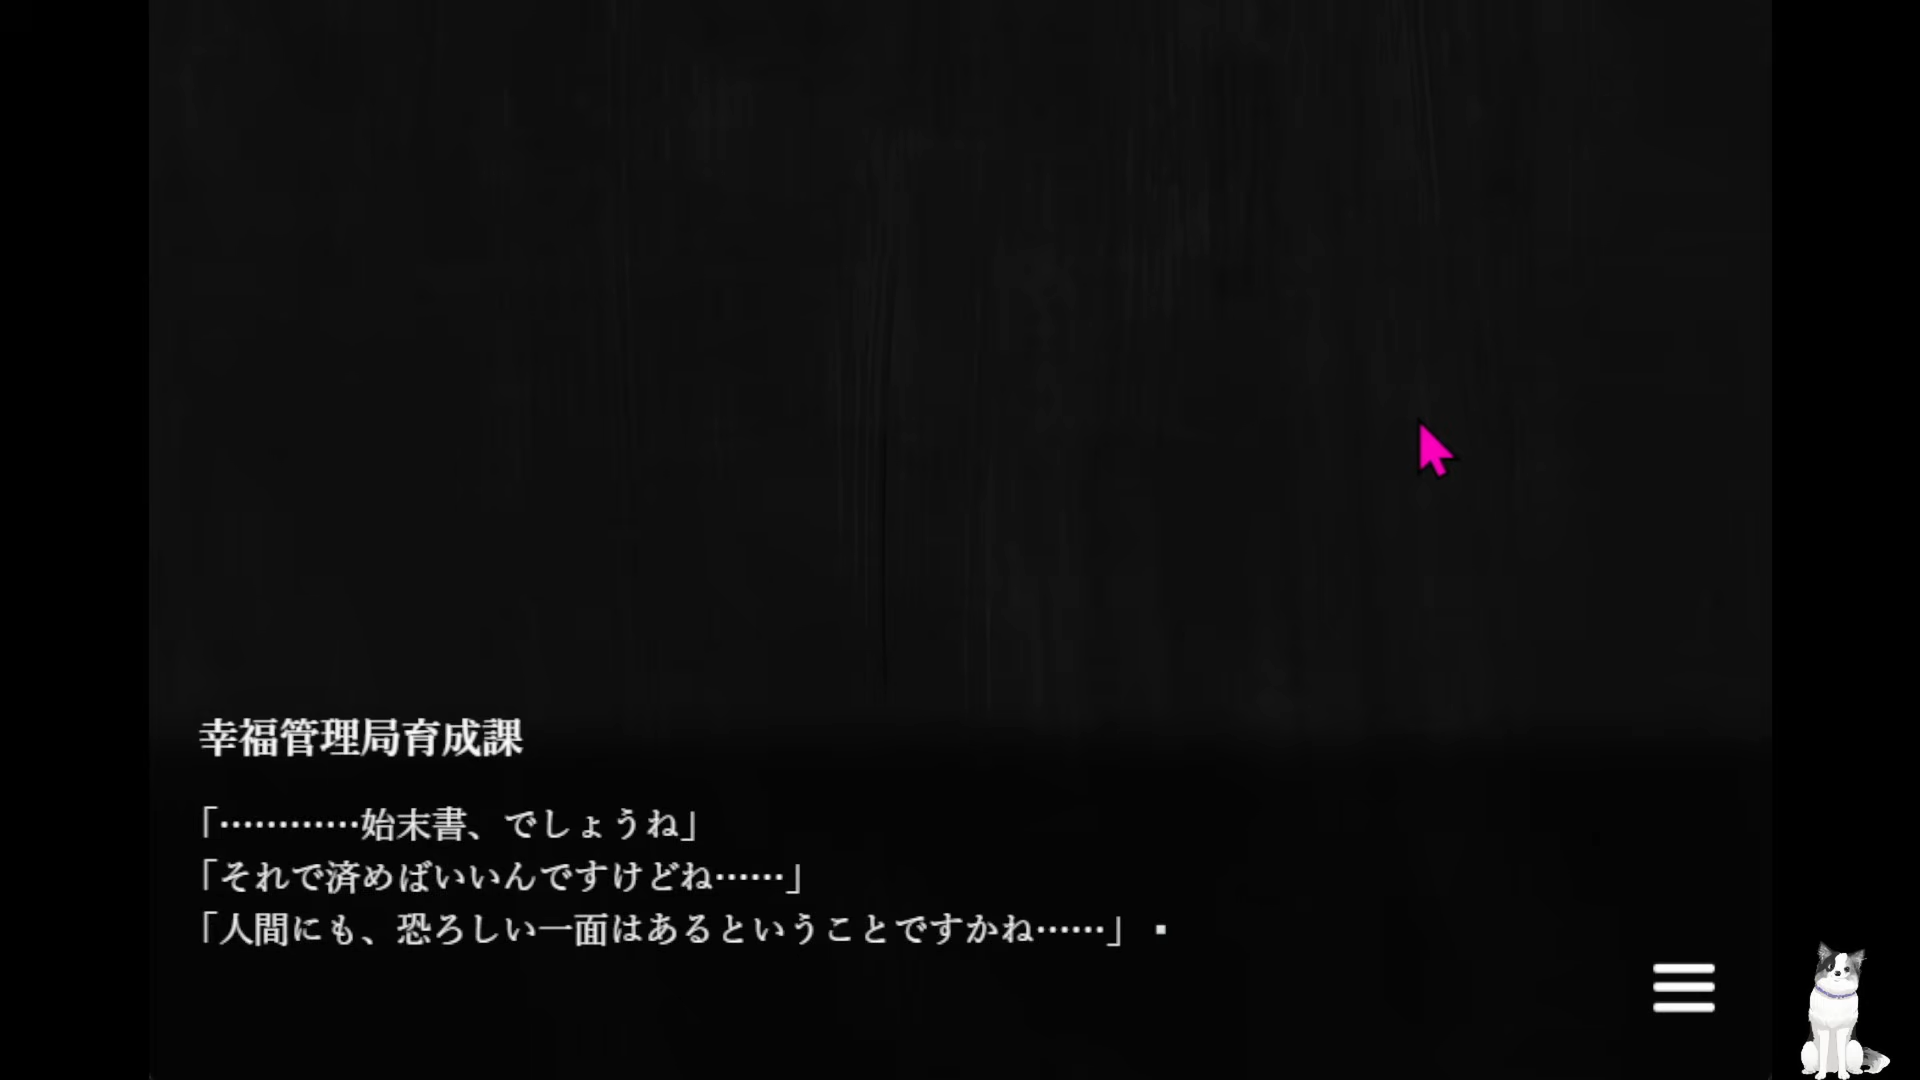 幸福管理局育成課
「…………始末書、でしょうね」
「それで済めばいいんですけどね……」
「人間にも、恐ろしい一面はあるということですかね……」